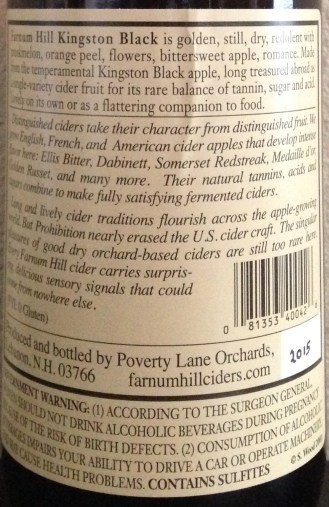 Farnum Hill Kingston Black is golden, still, dry, redolent with
muskmelon, orange peel, flowers, bittersweet apple, romance. Made
from the temperamental Kingston Black apple, long treasured abroad as
single-variety cider fruit for its rare balance of tannin, sugar and acid.
on its own or as a flattering companion to food.
Distinguished ciders take their character from distinguished fruit. We
English, French, and American cider apples that develop intense
here: Ellis Bitter, Dabinett, Somerset Redstreak, Medaille d'or
Russet, and many more. Their natural tannins, acids and
combine to make fully satisfying fermented ciders.
and lively cider traditions flourish across the apple-growing
But Prohibition nearly erased the U.S. cider craft. The singular
of good dry orchard-based ciders are still too rare here.
Farnum Hill cider carries surpris-
delicious sensory signals that could
from nowhere else.
Gluten)
0 81353 40042
and bottled by Poverty Lane Orchards,
N.H. 03766 farnumhillciders.com
2015
WARNING: (1) ACCORDING TO THE SURGEON GENERAL,
SHOULD NOT DRINK ALCOHOLIC BEVERAGES DURING PREGNANCY
OF THE RISK OF BIRTH DEFECTS. (2) CONSUMPTION OF ALCOHOLIC
IMPAIRS YOUR ABILITY TO DRIVE A CAR OR OPERATE MACHINERY,
CAUSE HEALTH PROBLEMS. CONTAINS SULFITES
© S. Wood